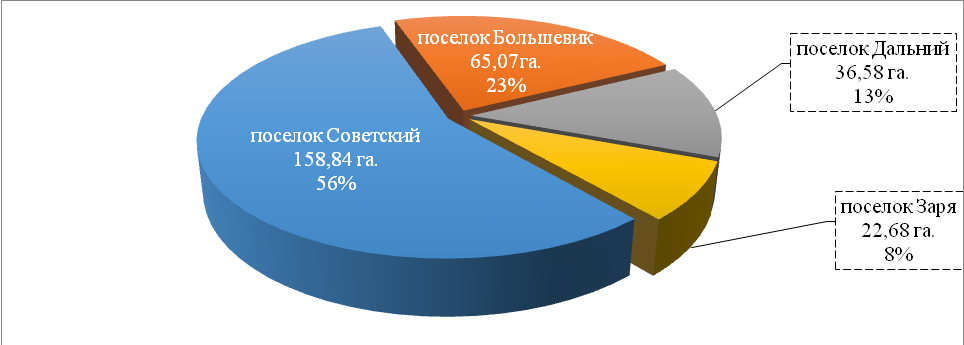 поселок Большевик
65,07га.
23%
поселок Дальний
36,58 га.
13%
поселок Советский
158,84 га.
56%
поселок Заря
22,68 га.
8%